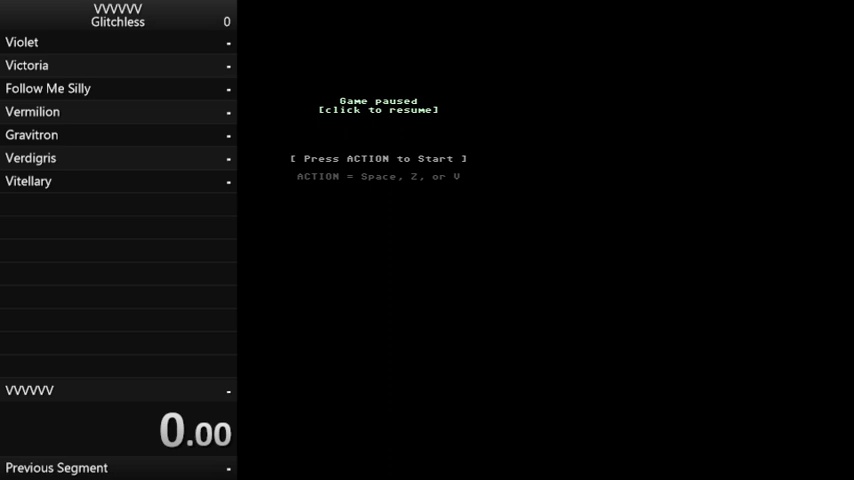 VVVVVV
Glitchless 0
Violet -
Victoria -
Follow Me Silly -
Vermilion -
Gravitron -
Verdigris -
Vitellary -
VVVVVV -
0.00
Previous Segment -
Game paused
[click to resume]
[ Press ACTION to Start ]
ACTION = Space, Z, or V